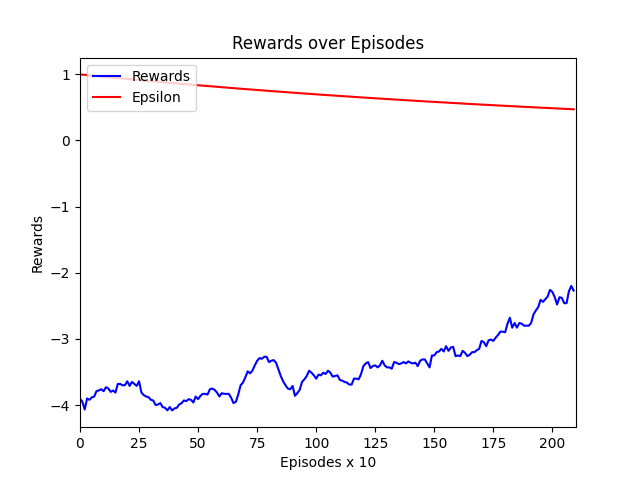 Rewards over Episodes
Rewards
Epsilon
1
0
−1
−2
−3
−4
Rewards
0 25 50 75 100 125 150 175 200
Episodes x 10